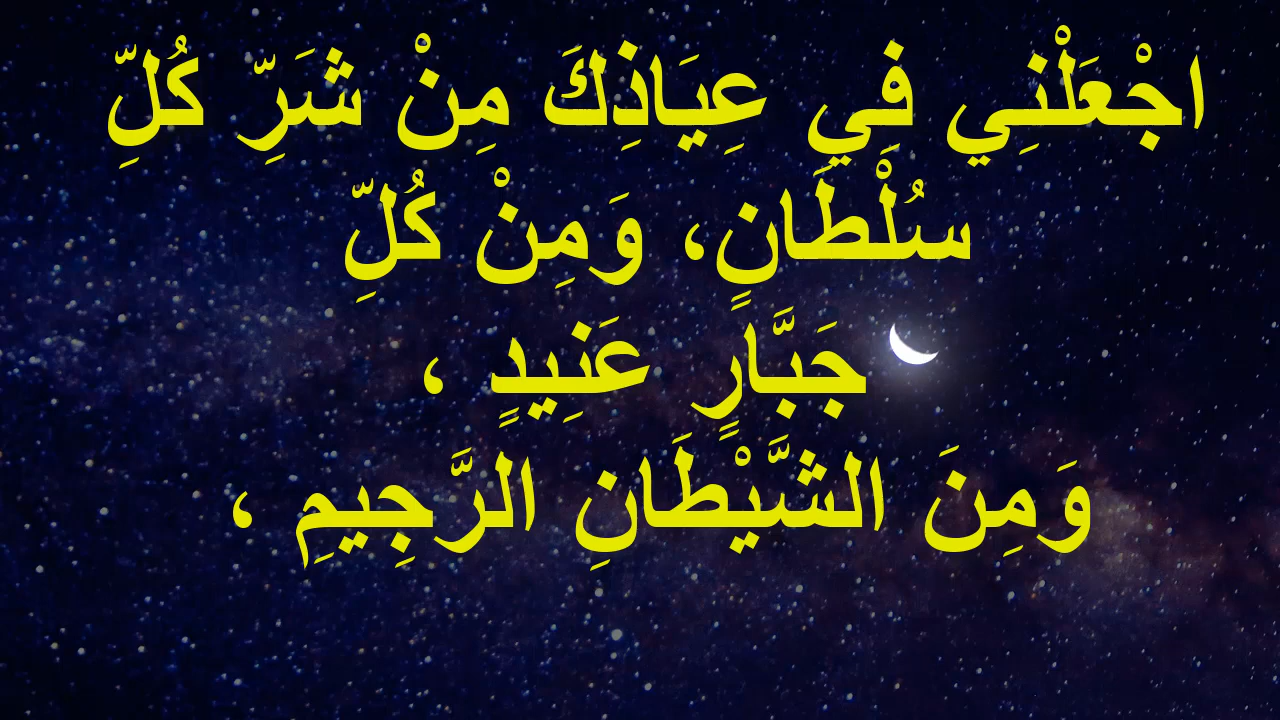 اجْعَلْنِي فِي عِيَاذِكَ مِنْ شَرِّ كُلِّ
سُلْطَانٍ، وَمِنْ كُلِّ
جَبَّارٍ عَنِيدٍ ،
وَمِنَ الشَّيْطَانِ الرَّجِيمِ ،